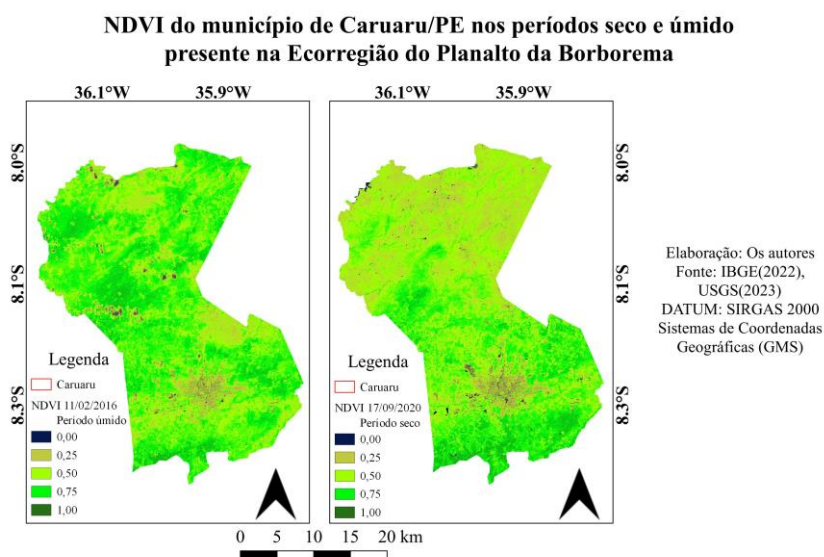 NDVI do município de Caruaru/PE nos períodos seco e úmido
presente na Ecorregião do Planalto da Borborema
36.1°W 35.9°W
8.0°S
8.1°S
8.3°S
Legenda
Caruaru
NDVI 11/02/2016
Periodo úmido
0,00
0,25
0,50
0,75
1,00
36.1°W 35.9°W
8.0°S
8.1°S
8.3°S
Legenda
Caruaru
NDVI 17/09/2020
Periodo seco
0,00
0,25
0,50
0,75
1,00
Elaboração: Os autores
Fonte: IBGE(2022),
USGS(2023)
DATUM: SIRGAS 2000
Sistemas de Coordenadas
Geográficas (GMS)
0 5 10 15 20 km